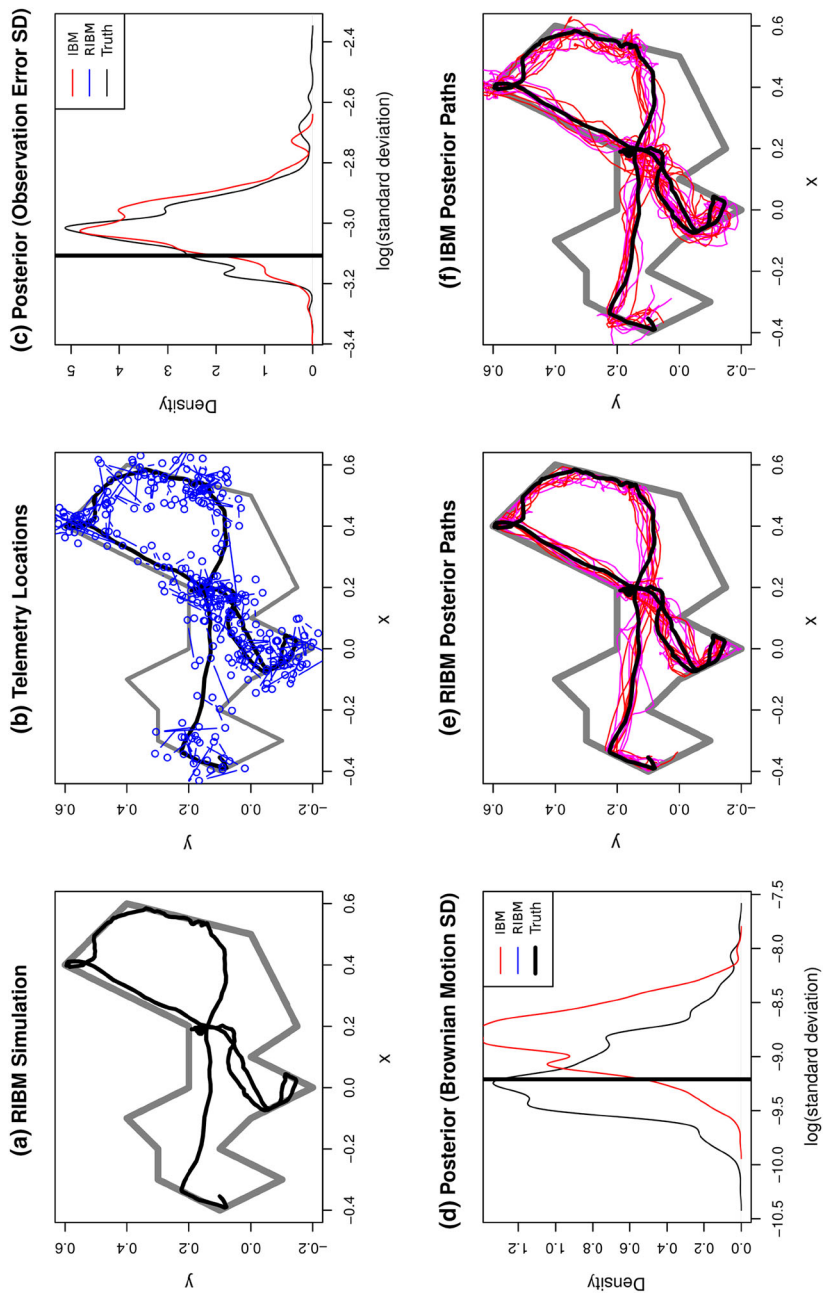 (a) RIBM Simulation
y
0.6
0.4
0.2
0.0
−0.2
−0.4 −0.2 0.0 0.2 0.4 0.6
x
(b) Telemetry Locations
y
0.6
0.4
0.2
0.0
−0.2
−0.4 −0.2 0.0 0.2 0.4 0.6
x
(c) Posterior (Observation Error SD)
Density
5
4
3
2
1
0
IBM
RIBM
Truth
−3.4 −3.2 −3.0 −2.8 −2.6 −2.4
log(standard deviation)
(d) Posterior (Brownian Motion SD)
Density
1.2
1.0
0.8
0.6
0.4
0.2
0.0
IBM
RIBM
Truth
−10.5 −10.0 −9.5 −9.0 −8.5 −8.0 −7.5
log(standard deviation)
(e) RIBM Posterior Paths
y
0.6
0.4
0.2
0.0
−0.2
−0.4 −0.2 0.0 0.2 0.4 0.6
x
(f) IBM Posterior Paths
y
0.6
0.4
0.2
0.0
−0.2
−0.4 −0.2 0.0 0.2 0.4 0.6
x